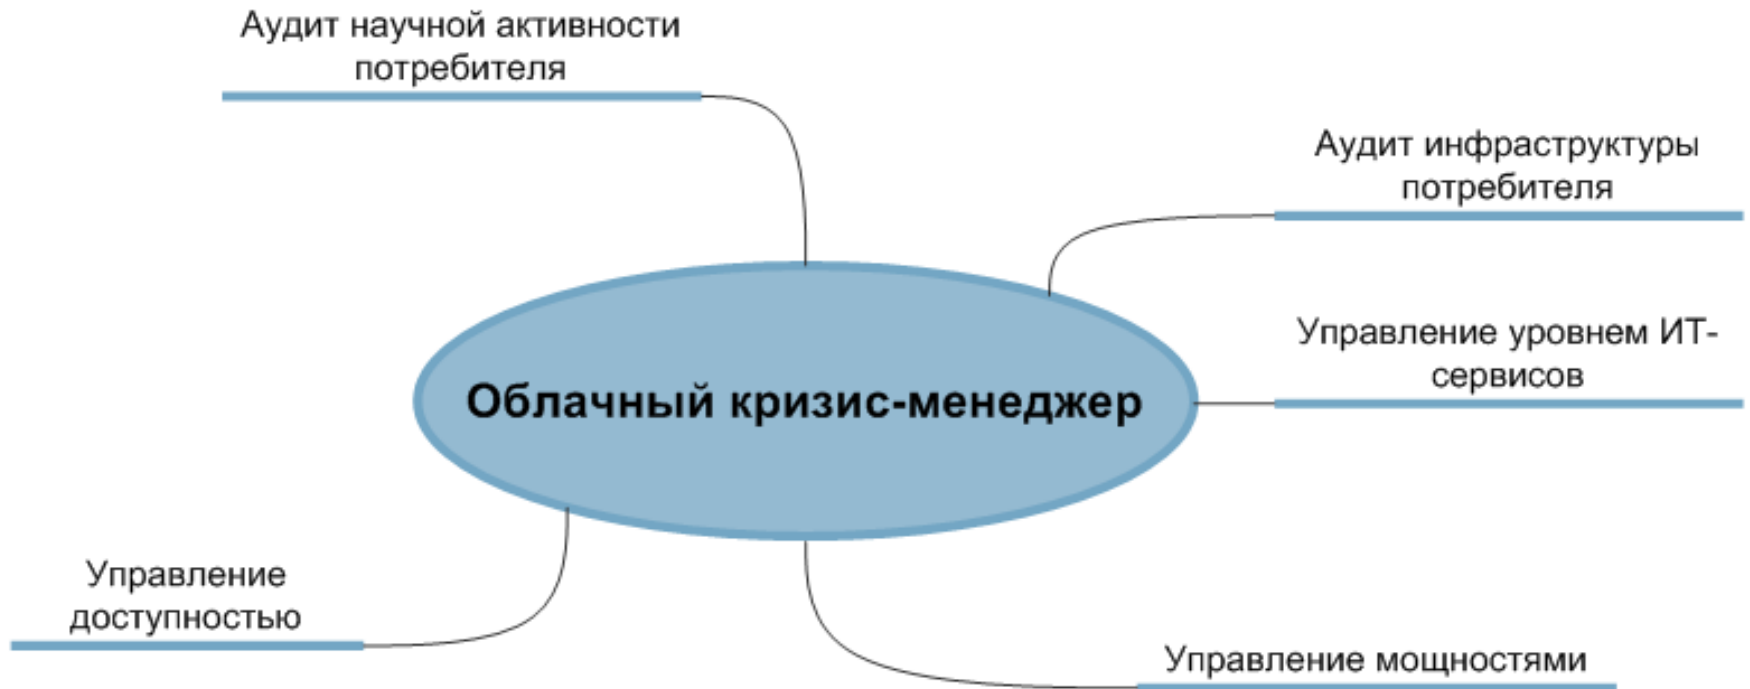 Аудит научной активности
потребителя
Аудит инфраструктуры
потребителя
Управление уровнем ИТ-
сервисов
Облачный кризис-менеджер
Управление
доступностью
Управление мощностями